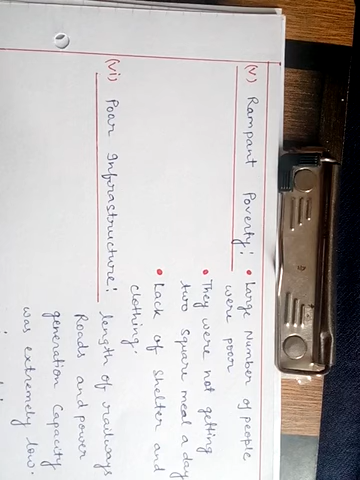 (v) Rampant Poverty: • Large Number of people
were poor
• They were not getting
two square meal a day
• Lack of shelter and
clothing.
(vi) Poor Infrastructure: length of railways
Roads and power
generation Capacity
was extremely low.